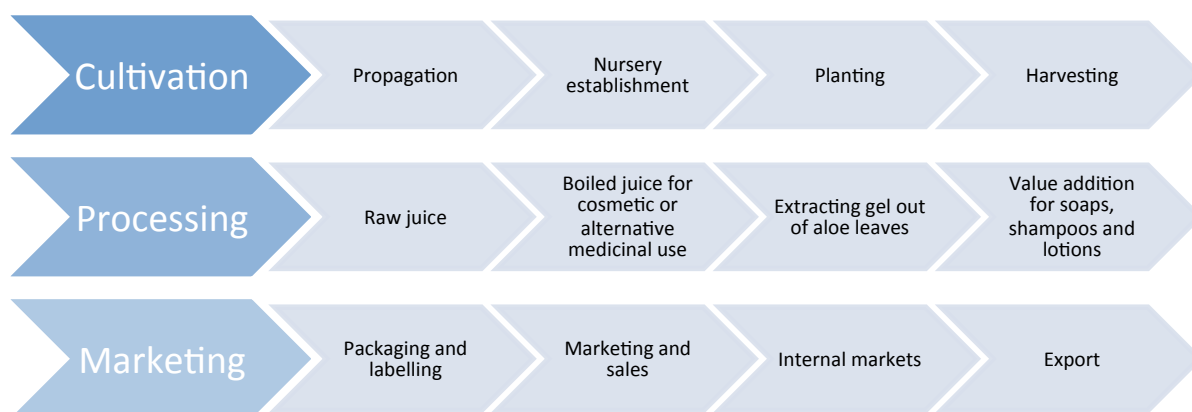 Cultivation
Propagation
Nursery
establishment
Planting
Harvesting
Processing
Raw juice
Boiled juice for
cosmetic or
alternative
medicinal use
Extracting gel out
of aloe leaves
Value addition
for soaps,
shampoos and
lotions
Marketing
Packaging and
labelling
Marketing and
sales
Internal markets
Export